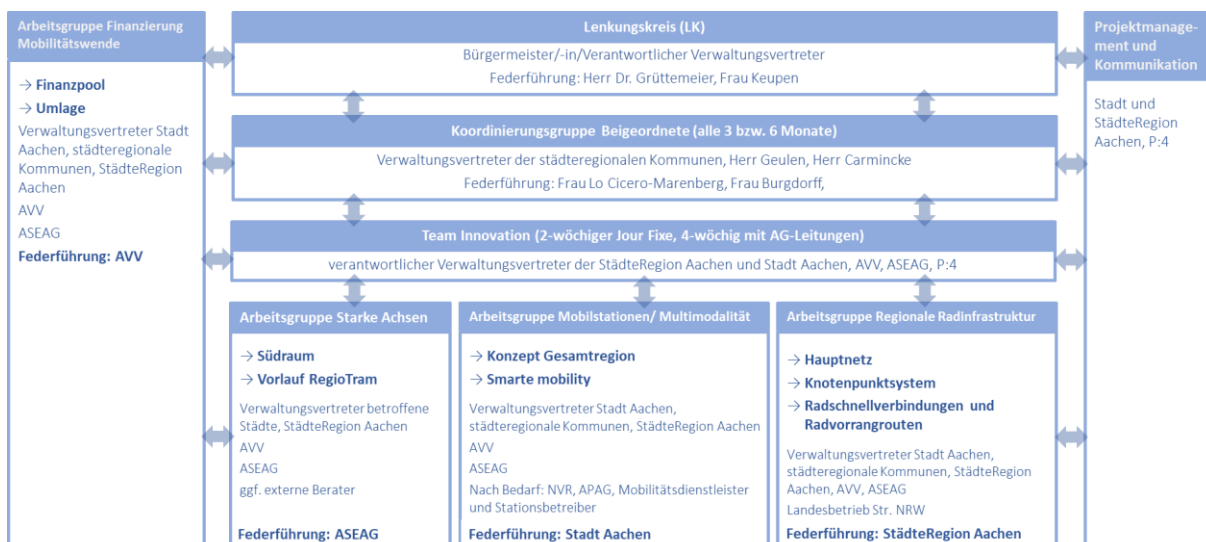 Arbeitsgruppe Finanzierung
Mobilitätswende
→ Finanzpool
→ Umlage
Verwaltungsvertreter Stadt
Aachen, städteregionale
Kommunen, StädteRegion
Aachen
AVV
ASEAG
Federführung: AVV
Lenkungskreis (LK)
Bürgermeister/-in/Verantwortlicher Verwaltungsvertreter
Federführung: Herr Dr. Grüttemeier, Frau Keupen
Koordinierungsgruppe Beigeordnete (alle 3 bzw. 6 Monate)
Verwaltungsvertreter der städteregionalen Kommunen, Herr Geulen, Herr Carmincke
Federführung: Frau Lo Cicero-Marenberg, Frau Burgdorff,
Team Innovation (2-wöchiger Jour Fixe, 4-wöchig mit AG-Leitungen)
verantwortlicher Verwaltungsvertreter der StädteRegion Aachen und Stadt Aachen, AVV, ASEAG, P:4
Arbeitsgruppe Starke Achsen
→ Südraum
→ Vorlauf RegioTram
Verwaltungsvertreter betroffene
Städte, StädteRegion Aachen
AVV
ASEAG
ggf. externe Berater
Federführung: ASEAG
Arbeitsgruppe Mobilstationen/ Multimodalität
→ Konzept Gesamtregion
→ Smarte mobility
Verwaltungsvertreter Stadt Aachen,
städteregionale Kommunen, StädteRegion Aachen
AVV
ASEAG
Nach Bedarf: NVR, APAG, Mobilitätsdienstleister
und Stationsbetreiber
Federführung: Stadt Aachen
Arbeitsgruppe Regionale Radinfrastruktur
→ Hauptnetz
→ Knotenpunktsystem
→ Radschnellverbindungen und
Radvorrangrouten
Verwaltungsvertreter Stadt Aachen,
städteregionale Kommunen, StädteRegion
Aachen, AVV, ASEAG
Landesbetrieb Str. NRW
Federführung: StädteRegion Aachen
Projektmanage-
ment und
Kommunikation
Stadt und
StädteRegion
Aachen, P:4